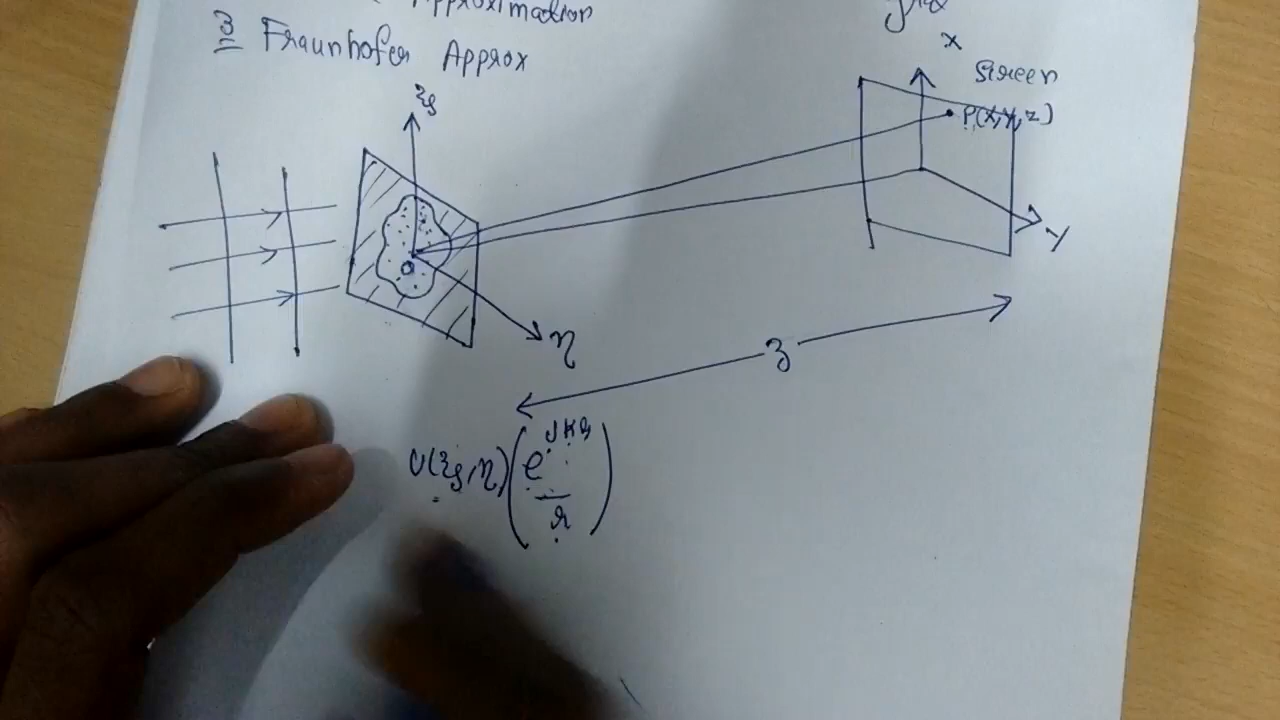 Approximation
3 Fraunhofer Approx
x
Screen
P(x,y,z)
ξ
y
η
z
U(ξ,η)(e^jkr/r)